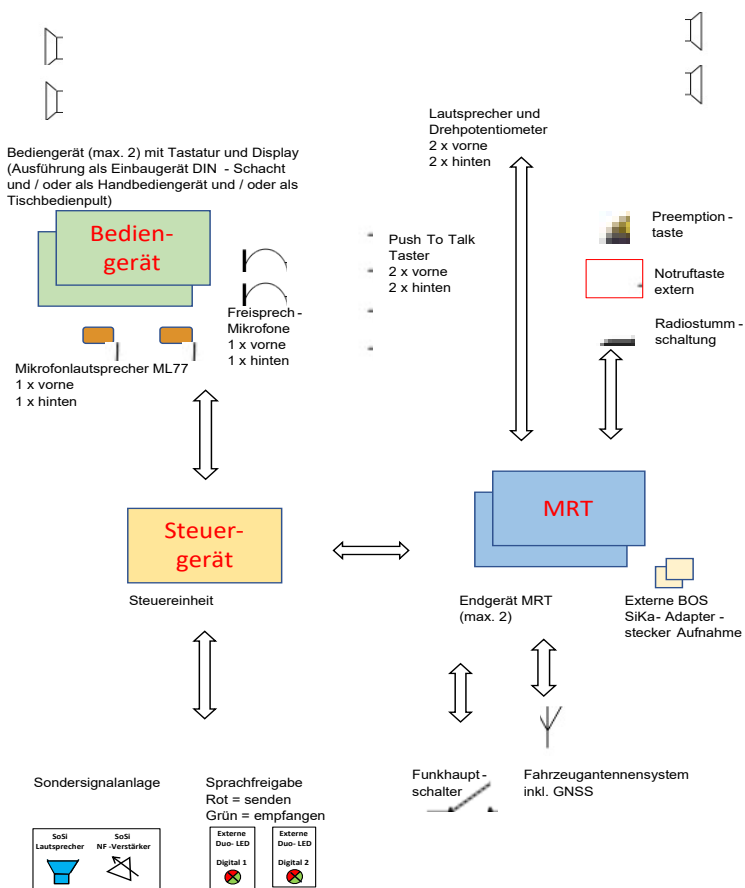 Lautsprecher und
Drehpotentiometer
2 x vorne
2 x hinten
Bediengerät (max. 2) mit Tastatur und Display
(Ausführung als Einbaugerät DIN - Schacht
und / oder als Handbediengerät und / oder als
Tischbedienpult)
Bedien-
gerät
Freisprech -
Mikrofone
1 x vorne
1 x hinten
Mikrofonlautsprecher ML77
1 x vorne
1 x hinten
Push To Talk
Taster
2 x vorne
2 x hinten
Preemption -
taste
Notruftaste
extern
Radiostumm -
schaltung
Steuer-
gerät
Steuereinheit
MRT
Endgerät MRT
(max. 2)
Externe BOS
SiKa- Adapter -
stecker Aufnahme
Sondersignalanlage
Sprachfreigabe
Rot = senden
Grün = empfangen
Funkhaupt -
schalter
Fahrzeugantennensystem
inkl. GNSS
SoSi
Lautsprecher
SoSi
NF -Verstärker
Externe
Duo- LED
Digital 1
Externe
Duo- LED
Digital 2